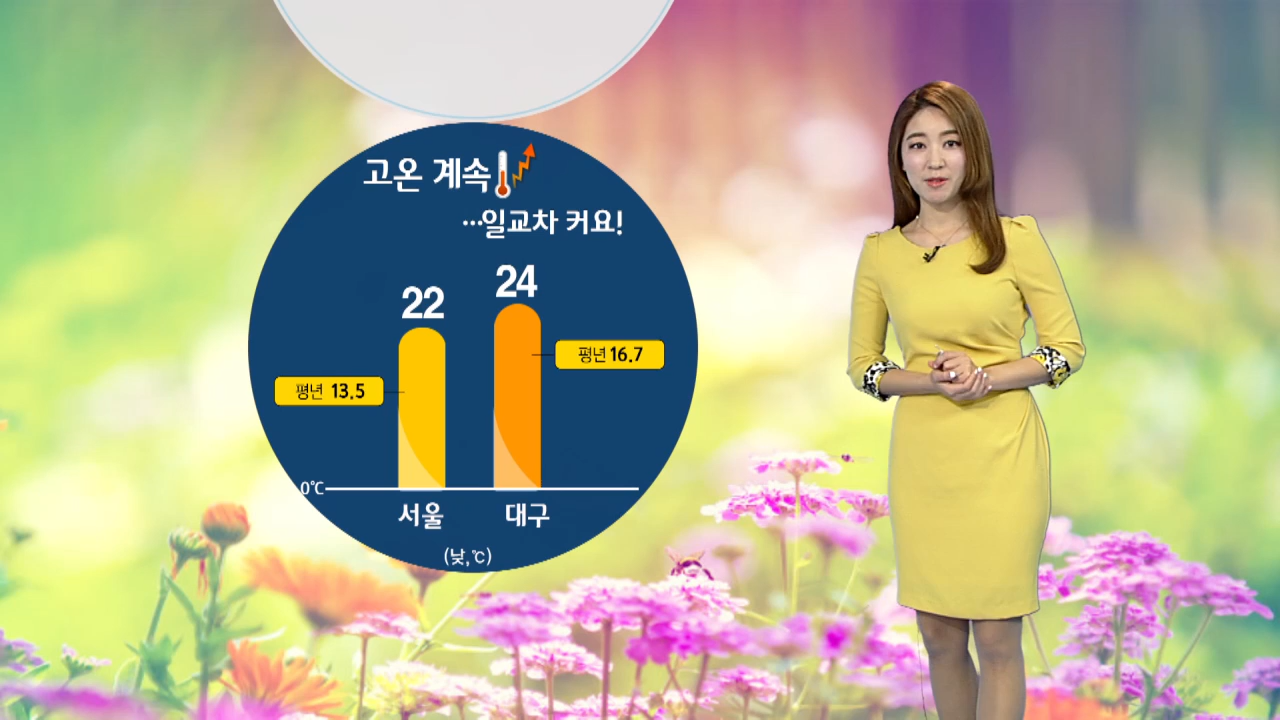 고온 계속
…일교차 커요!
22
24
평년 16.7
평년 13.5
0℃
서울
대구
(낮,℃)